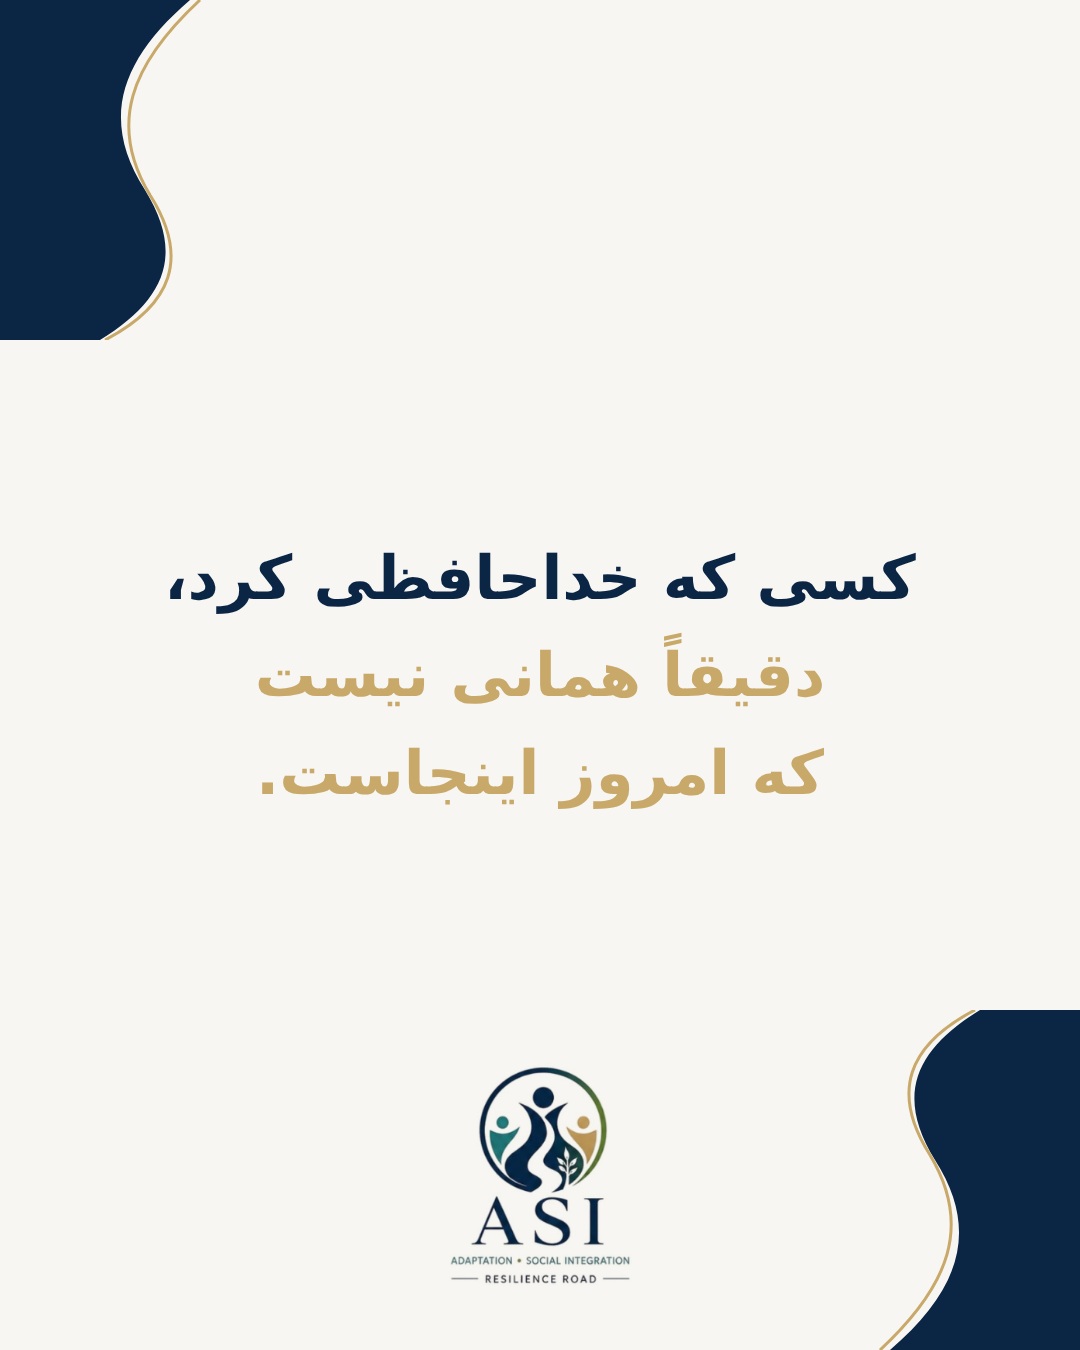 کسی که خداحافظی کرد،
دقیقاً همانی نیست
که امروز اینجاست.
ASI
ADAPTATION • SOCIAL INTEGRATION
RESILIENCE ROAD